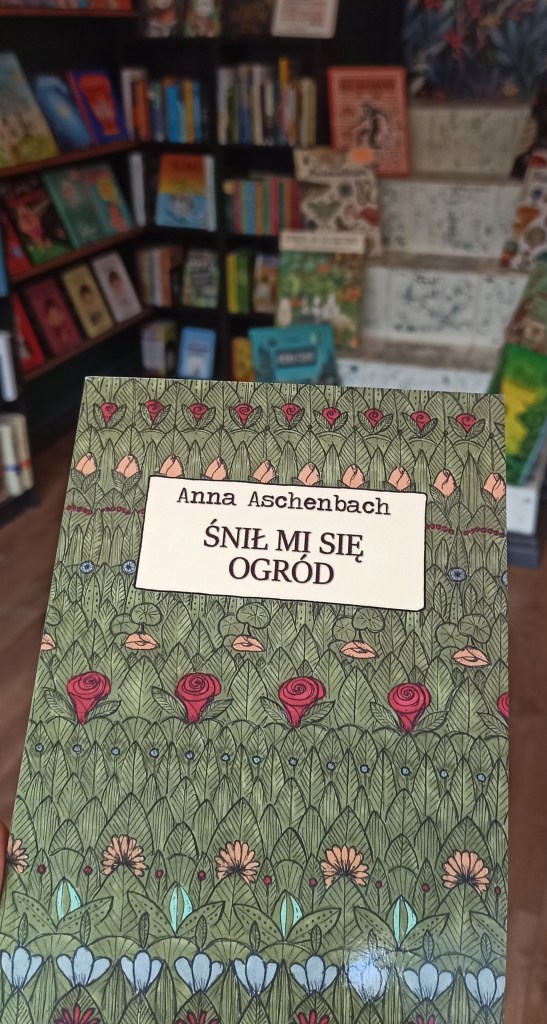 Anna Aschenbach
ŚNIŁ MI SIĘ
OGRÓD